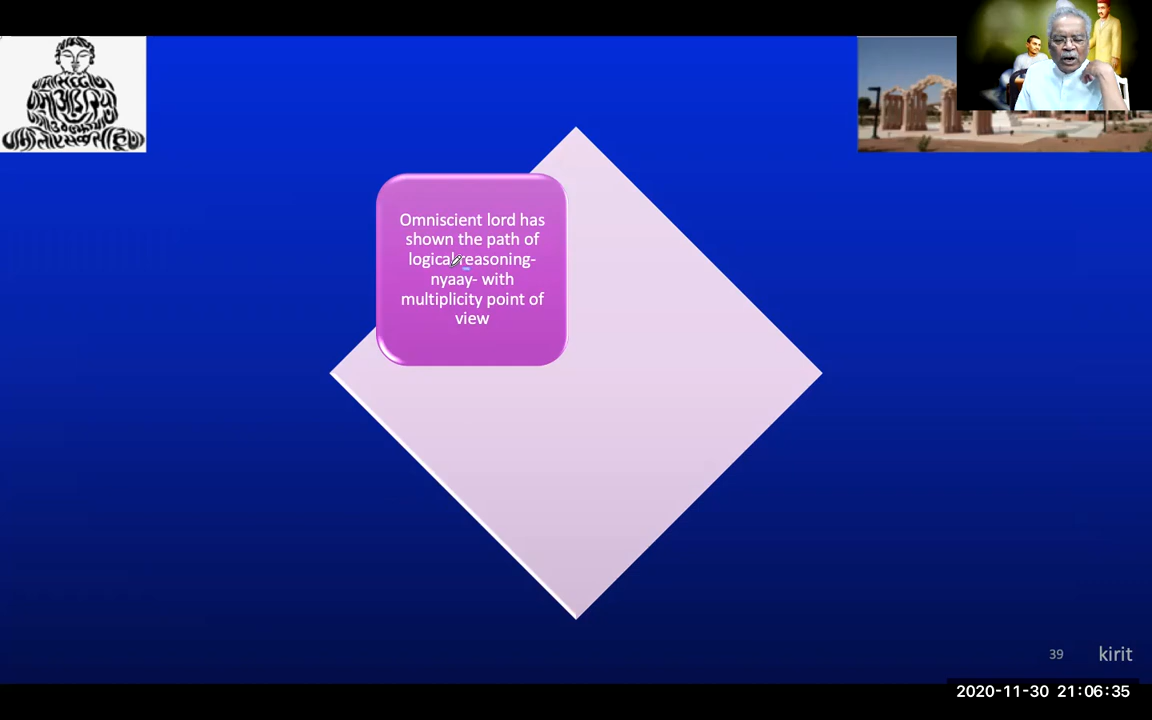 Omniscient lord has
shown the path of
logical reasoning-
nyaay- with
multiplicity point of
view
39
kirit
2020-11-30 21:06:35